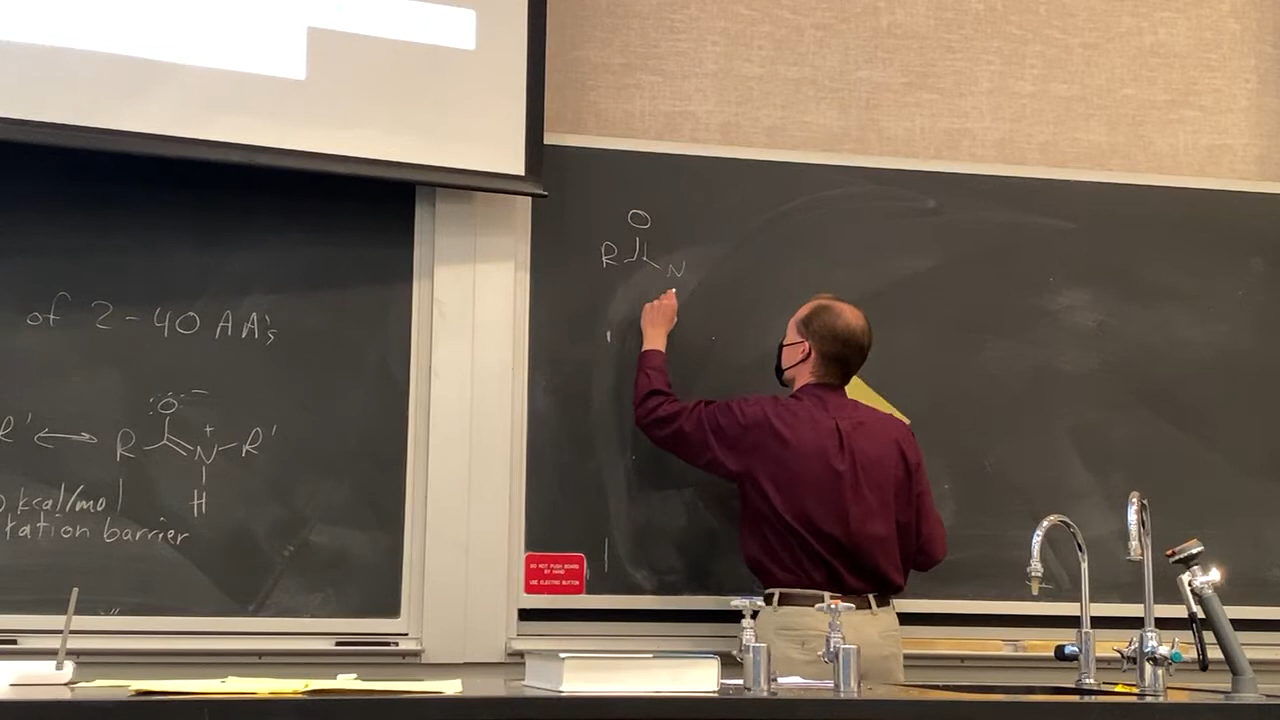 of 2-40 AA's
:Ö:⁻
R' ⟷ R N⁺ R'
H
kcal/mol
tation barrier
O
R N
DO NOT PUSH BOARD
BY HAND
USE ELECTRIC BUTTON